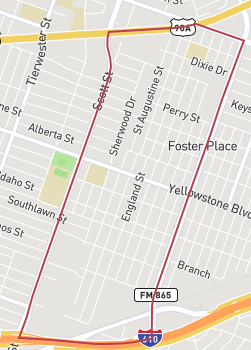 90A
Tierwester St
Dixie Dr
Scott St
Sherwood Dr
St Augustine St
Perry St
Keys
ne St
Alberta St
Foster Place
Idaho St
England St
Yellowstone Blvd
Southlawn St
os St
Branch
FM 865
St
610